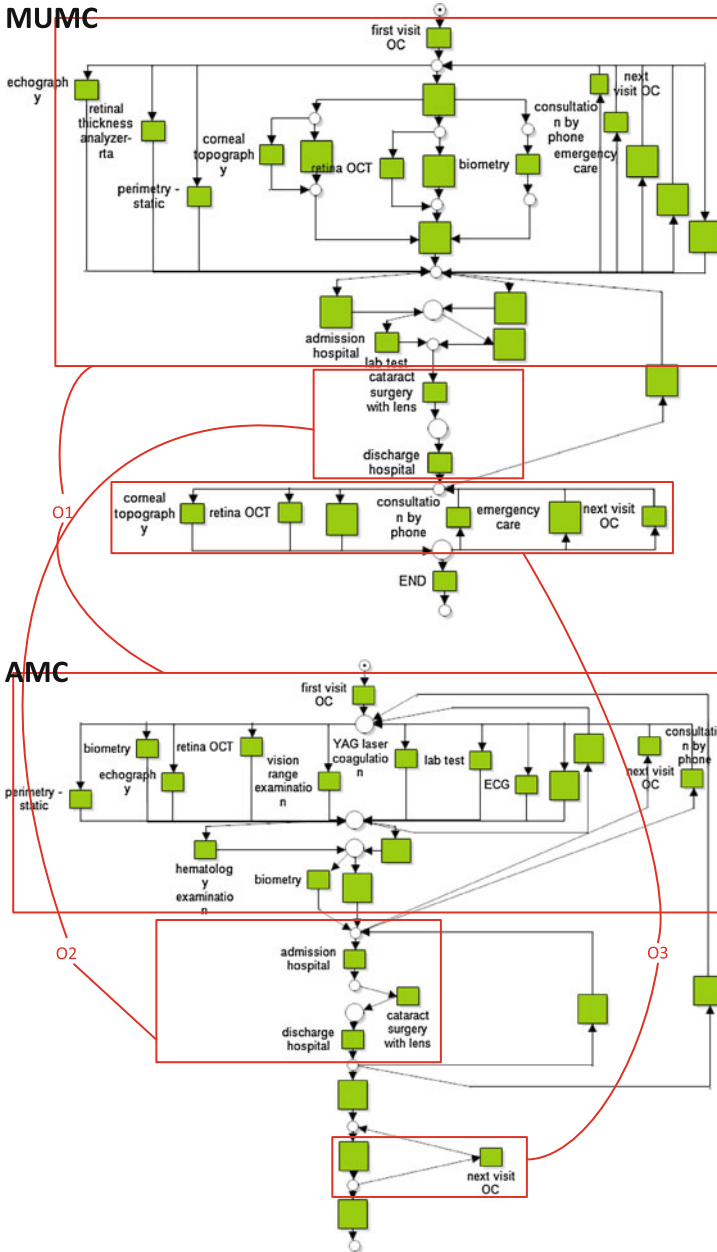 MUMC
first visit
OC
echograph
y
retinal
thickness
analyzer-
rta
perimetry -
static
corneal
topograph
y
retina OCT
biometry
consultatio
n by phone
emergency
care
next
visit OC
admission
hospital
lab test
cataract
surgery
with lens
discharge
hospital
O1
corneal
topograph
y
retina OCT
consultatio
n by
phone
emergency
care
next visit
OC
END
AMC
first visit
OC
biometry
retina OCT
echograph
y
perimetry -
static
vision
range
examinatio
n
YAG laser
coagulatio
n
lab test
ECG
next visit
OC
consultati
on by
phone
hematolog
y
examinatio
n
biometry
O2
O3
admission
hospital
cataract
surgery
with lens
discharge
hospital
next visit
OC